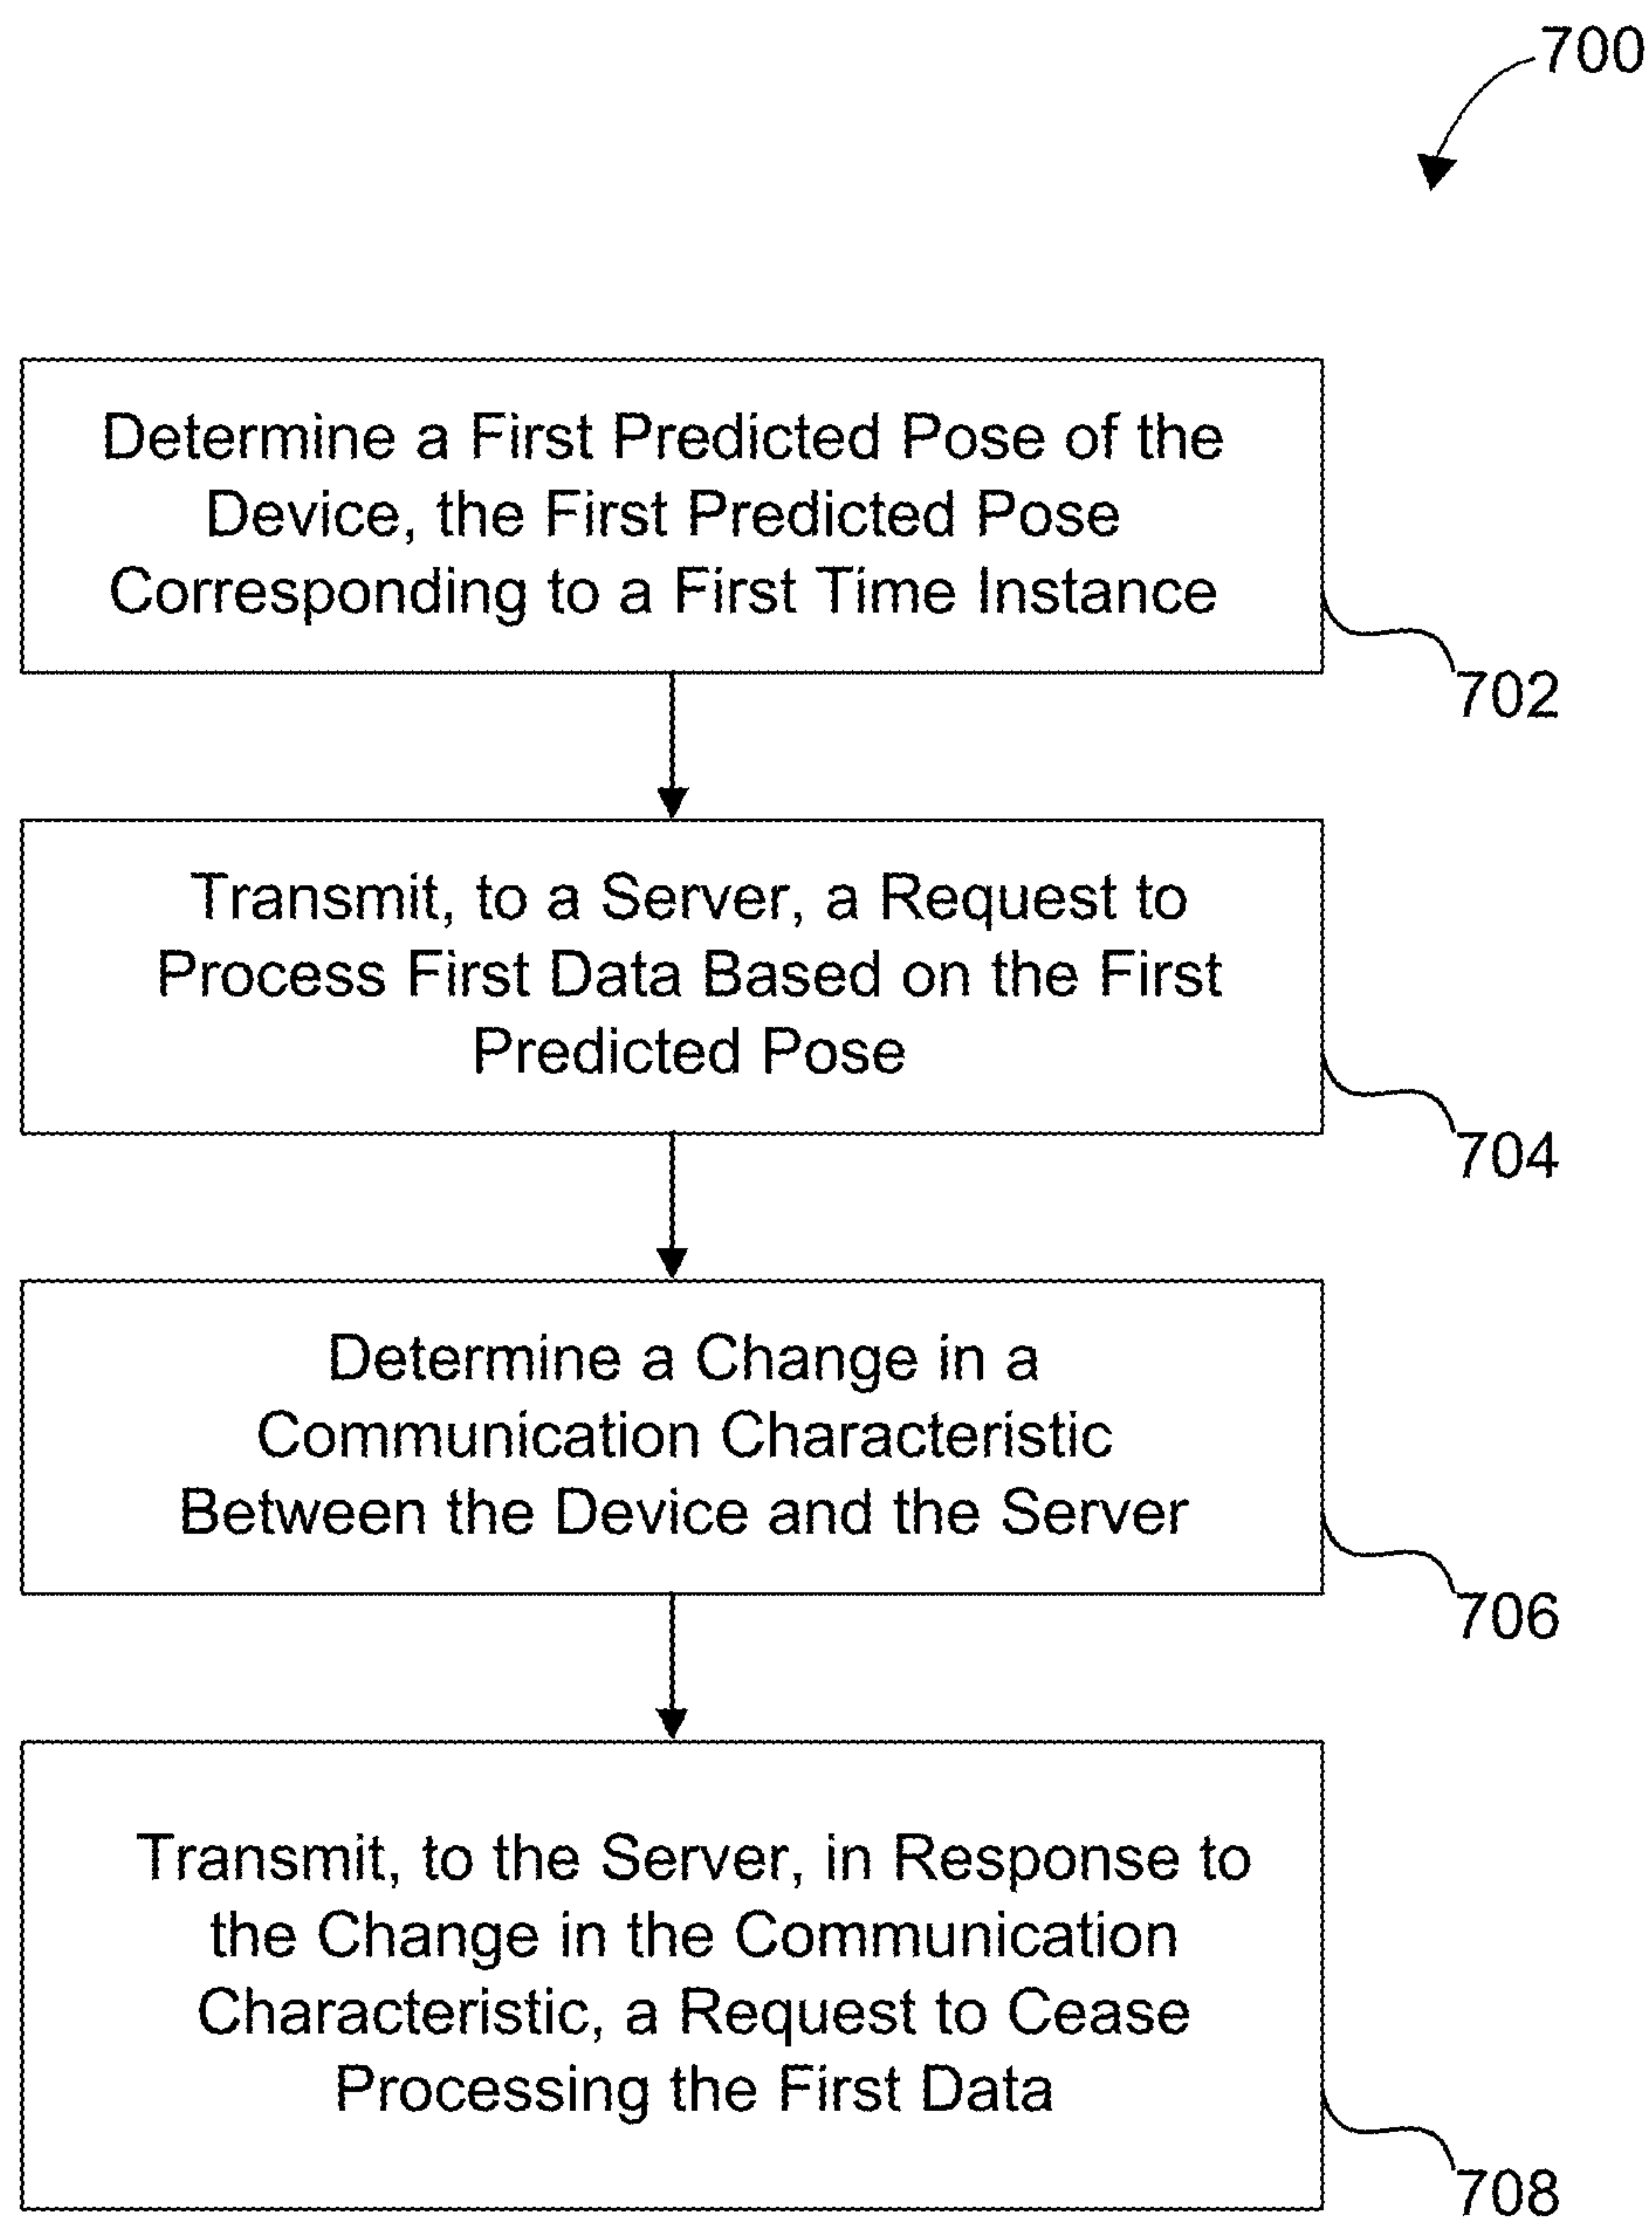 700
Determine a First Predicted Pose of the
Device, the First Predicted Pose
Corresponding to a First Time Instance
702
Transmit, to a Server, a Request to
Process First Data Based on the First
Predicted Pose
704
Determine a Change in a
Communication Characteristic
Between the Device and the Server
706
Transmit, to the Server, in Response to
the Change in the Communication
Characteristic, a Request to Cease
Processing the First Data
708